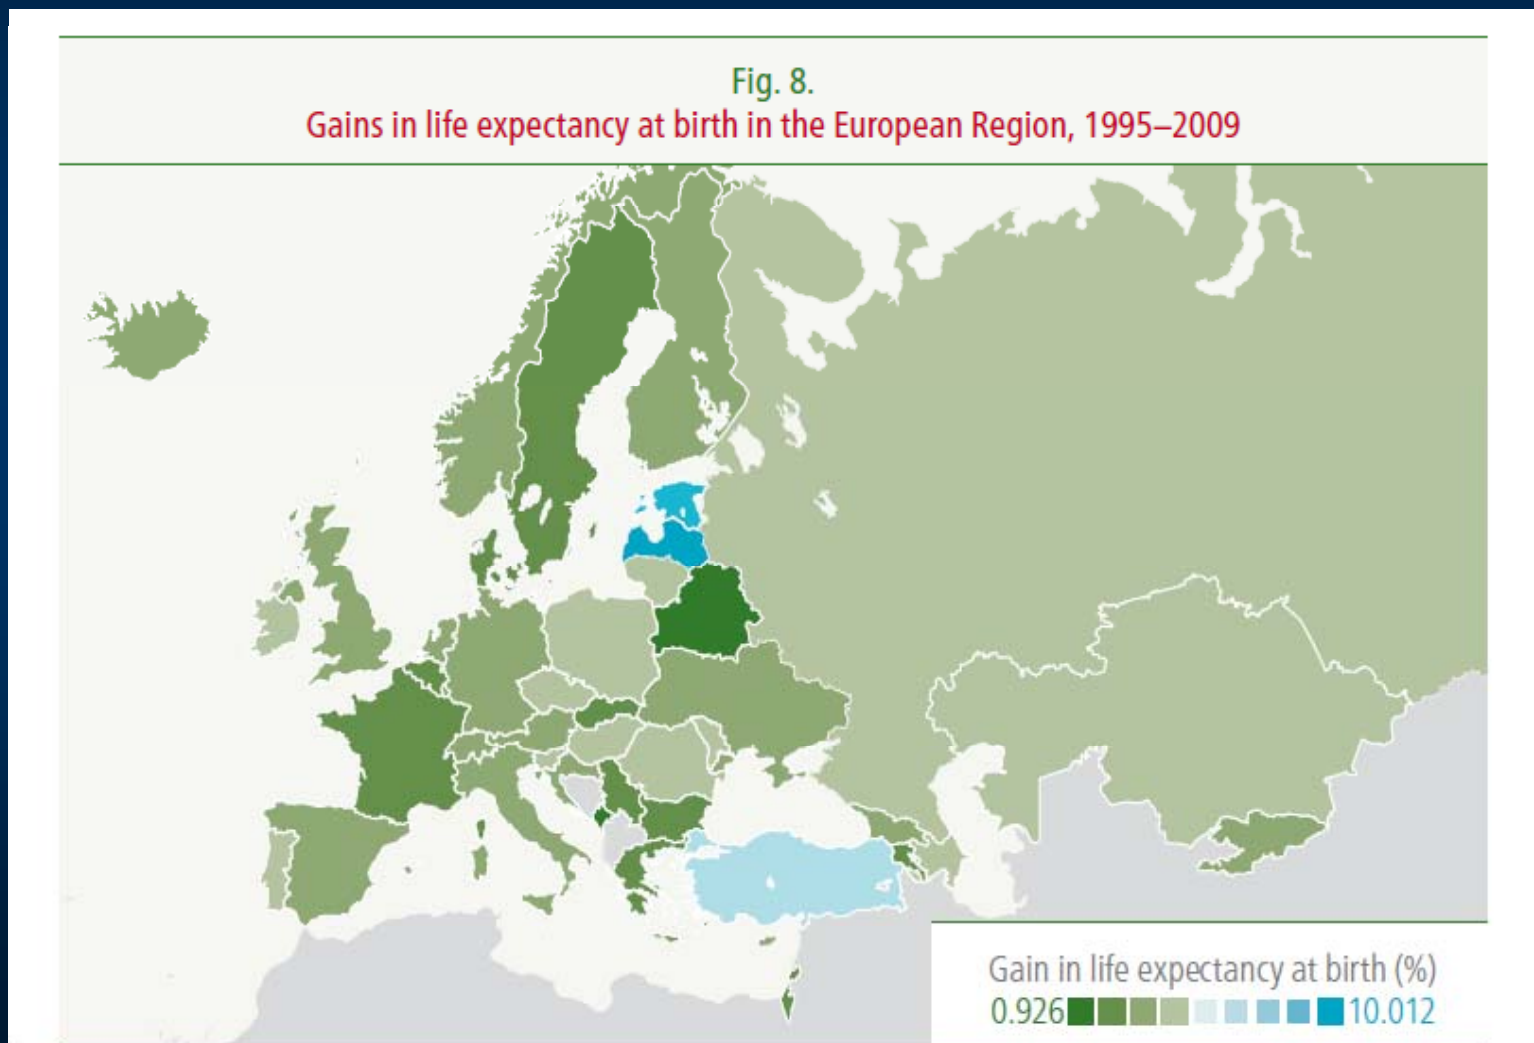 Fig. 8.
Gains in life expectancy at birth in the European Region, 1995–2009
Gain in life expectancy at birth (%)
0.926 10.012